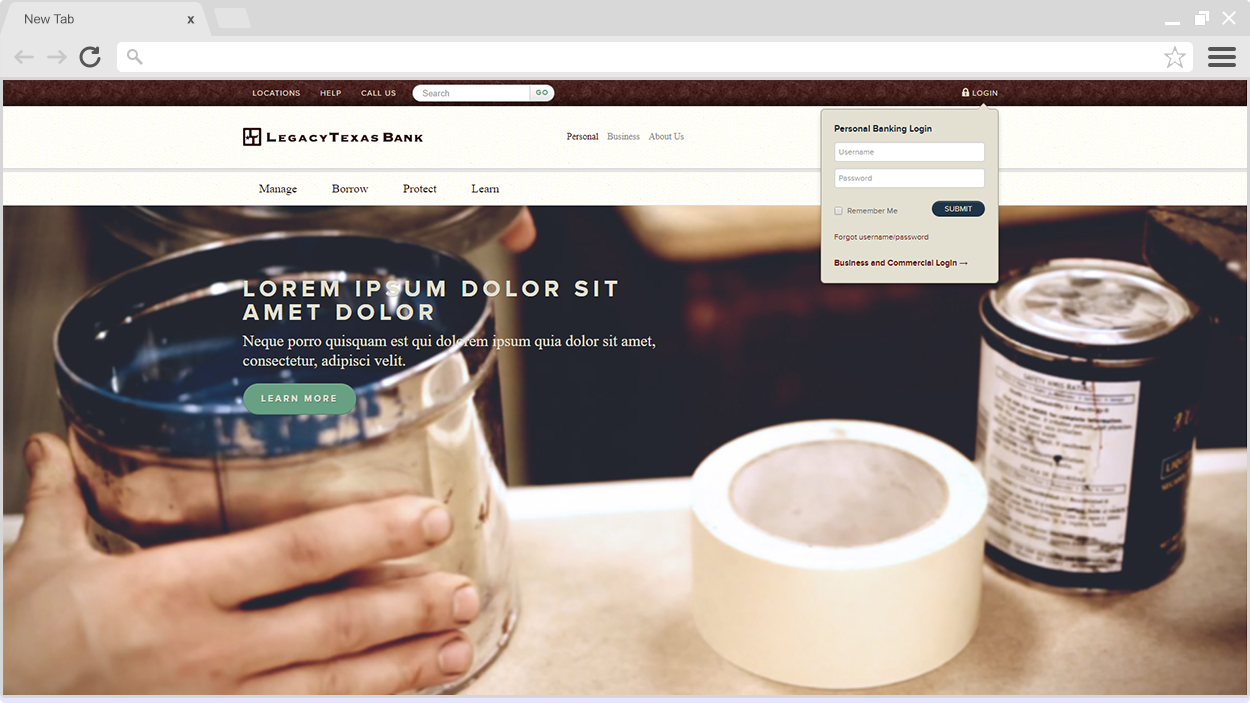 New Tab x
LOCATIONS HELP CALL US Search GO LOGIN
LEGACYTEXAS BANK
Personal Business About Us
Personal Banking Login
Username
Password
Remember Me SUBMIT
Forgot username/password
Business and Commercial Login →
Manage Borrow Protect Learn
LOREM IPSUM DOLOR SIT
AMET DOLOR
Neque porro quisquam est qui dolorem ipsum quia dolor sit amet,
consectetur, adipisci velit.
LEARN MORE